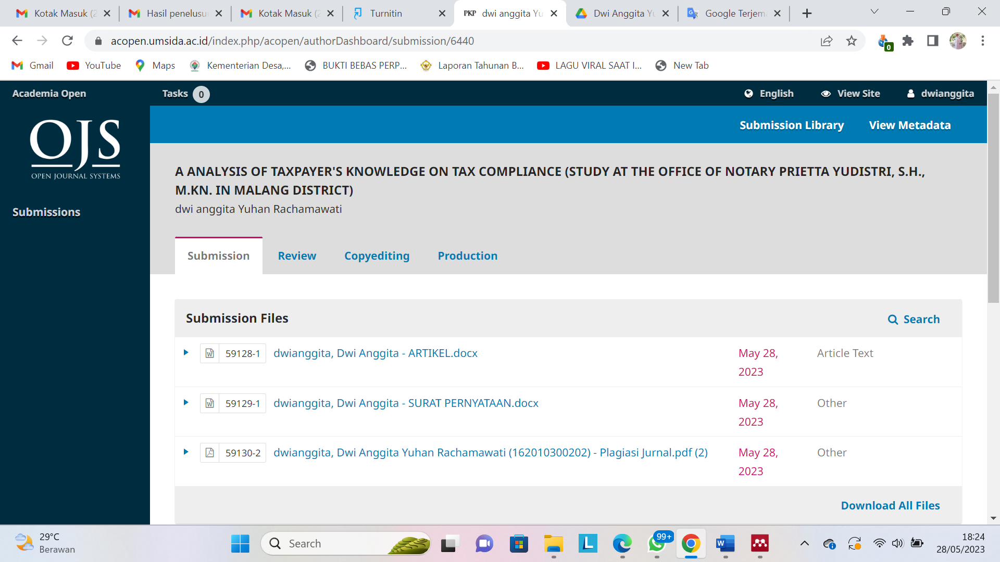 Kotak Masuk (2
Hasil penelusu
Kotak Masuk (2
Turnitin
PKP dwi anggita Yu
Dwi Anggita Yu
Google Terjem
acopen.umsida.ac.id/index.php/acopen/authorDashboard/submission/6440
0
Gmail
YouTube
Maps
Kementerian Desa,...
BUKTI BEBAS PERP...
Laporan Tahunan B...
LAGU VIRAL SAAT I...
New Tab
Academia Open
Tasks 0
English
View Site
dwianggita
OJS
OPEN JOURNAL SYSTEMS
Submissions
Submission Library
View Metadata
A ANALYSIS OF TAXPAYER'S KNOWLEDGE ON TAX COMPLIANCE (STUDY AT THE OFFICE OF NOTARY PRIETTA YUDISTRI, S.H.,
M.KN. IN MALANG DISTRICT)
dwi anggita Yuhan Rachamawati
Submission
Review
Copyediting
Production
Submission Files
Search
59128-1 dwianggita, Dwi Anggita - ARTIKEL.docx May 28, Article Text
2023
59129-1 dwianggita, Dwi Anggita - SURAT PERNYATAAN.docx May 28, Other
2023
59130-2 dwianggita, Dwi Anggita Yuhan Rachamawati (162010300202) - Plagiasi Jurnal.pdf (2) May 28, Other
2023
Download All Files
29°C
Berawan
Search
L
99+
W
18:24
28/05/2023